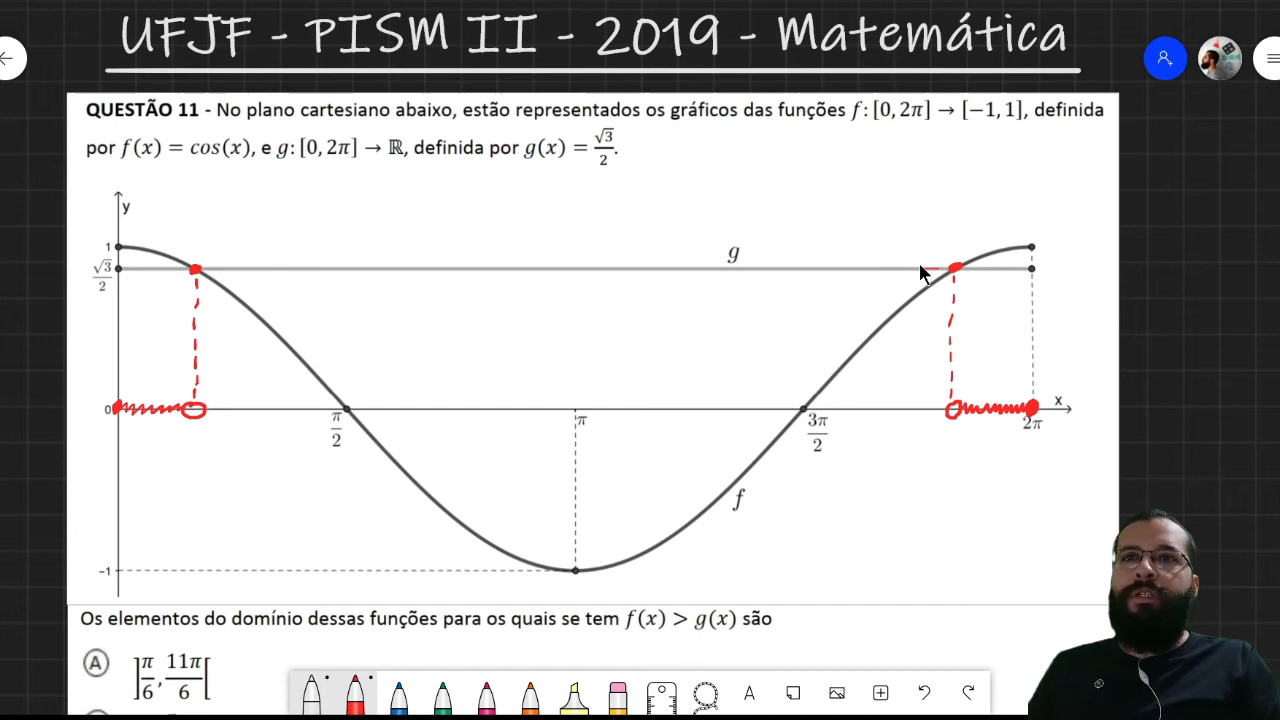 UFJF - PISM II - 2019 - Matemática
QUESTÃO 11 - No plano cartesiano abaixo, estão representados os gráficos das funções f: [0, 2π] → [−1, 1], definida
por f(x) = cos(x), e g: [0, 2π] → ℝ, definida por g(x) = √3/2.
y
1
√3/2
g
0
π/2
π
3π/2
2π
x
f
−1
Os elementos do domínio dessas funções para os quais se tem f(x) > g(x) são
A ]π/6, 11π/6[
A